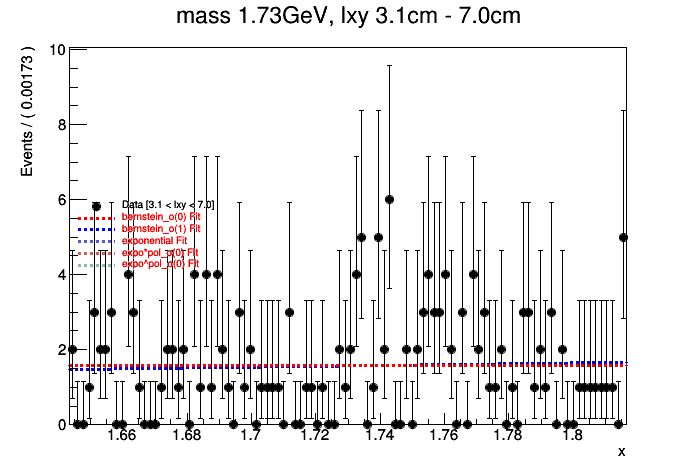 mass 1.73GeV, lxy 3.1cm - 7.0cm
Events / ( 0.00173 )
10
8
6
4
2
0
Data [3.1 < lxy < 7.0]
bernstein_o(0) Fit
bernstein_o(1) Fit
exponential Fit
expo*pol_o(0) Fit
expo^pol_o(0) Fit
1.66 1.68 1.7 1.72 1.74 1.76 1.78 1.8
x